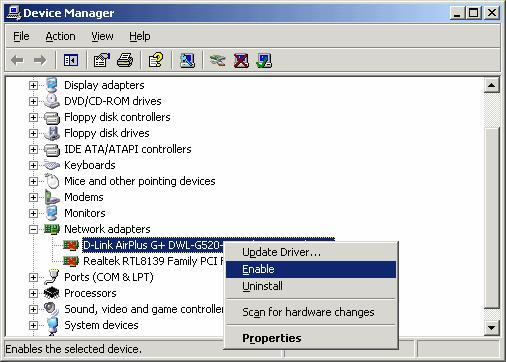 Device Manager
File Action View Help
Display adapters
DVD/CD-ROM drives
Floppy disk controllers
Floppy disk drives
IDE ATA/ATAPI controllers
Keyboards
Mice and other pointing devices
Modems
Monitors
Network adapters
D-Link AirPlus G+ DWL-G520+
Realtek RTL8139 Family PCI
Ports (COM & LPT)
Processors
Sound, video and game controller
System devices
Update Driver...
Enable
Uninstall
Scan for hardware changes
Properties
Enables the selected device.